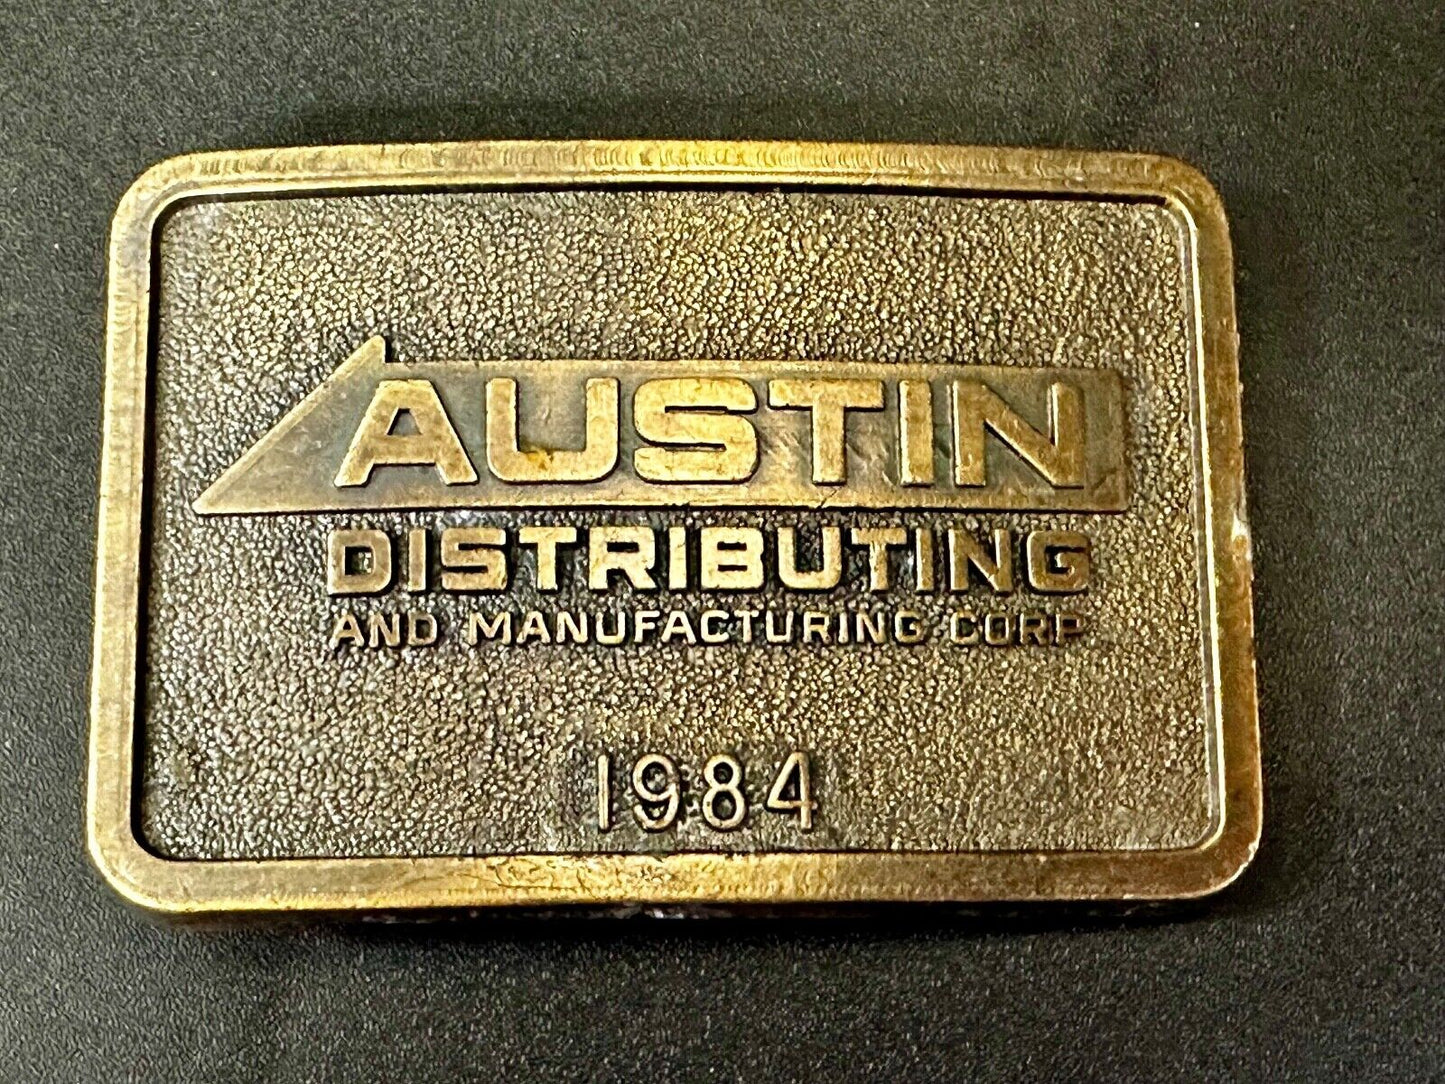 AUSTIN
DISTRIBUTING
AND MANUFACTURING CORP
1984